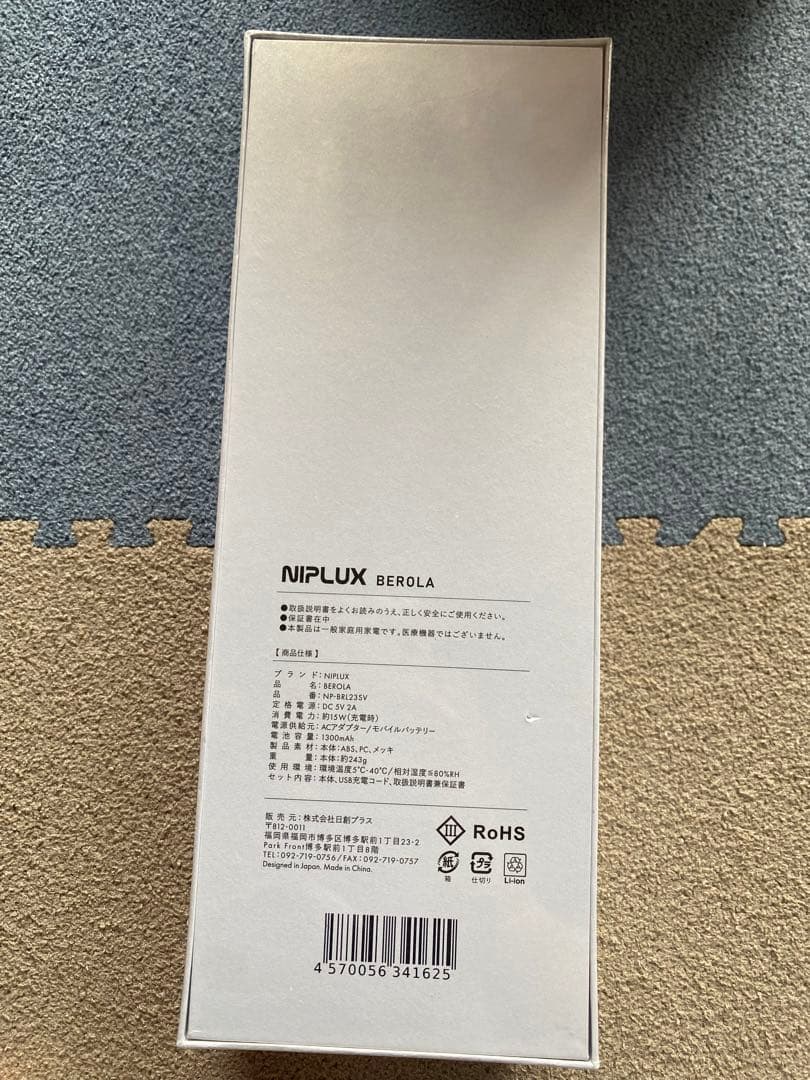 NIPLUX BEROLA
●取扱説明書をよくお読みのうえ、正しく安全にご使用ください。
●保証書在中
●本製品は一般家庭用家電です。医療機器ではございません。
【 商品仕様 】
ブランド:NIPLUX
品名:BEROLA
品番:NP-BRL235V
定格電源:DC 5V 2A
消費電力:約15W(充電時)
電源供給元:ACアダプター/モバイルバッテリー
電池容量:1300mAh
製品素材:本体:ABS、PC、メッキ
重量:本体:約243g
使用環境:環境温度5℃-40℃/相対湿度≦80%RH
セット内容:本体、USB充電コード、取扱説明書兼保証書
販売元:株式会社日創プラス
〒812-0011
福岡県福岡市博多区博多駅前1丁目23-2
Park Front博多駅前1丁目8階
TEL:092-719-0756/FAX:092-719-0757
Designed in Japan. Made in China.
III RoHS
紙 プラ
箱 仕切り Li-ion
4 570056 341625